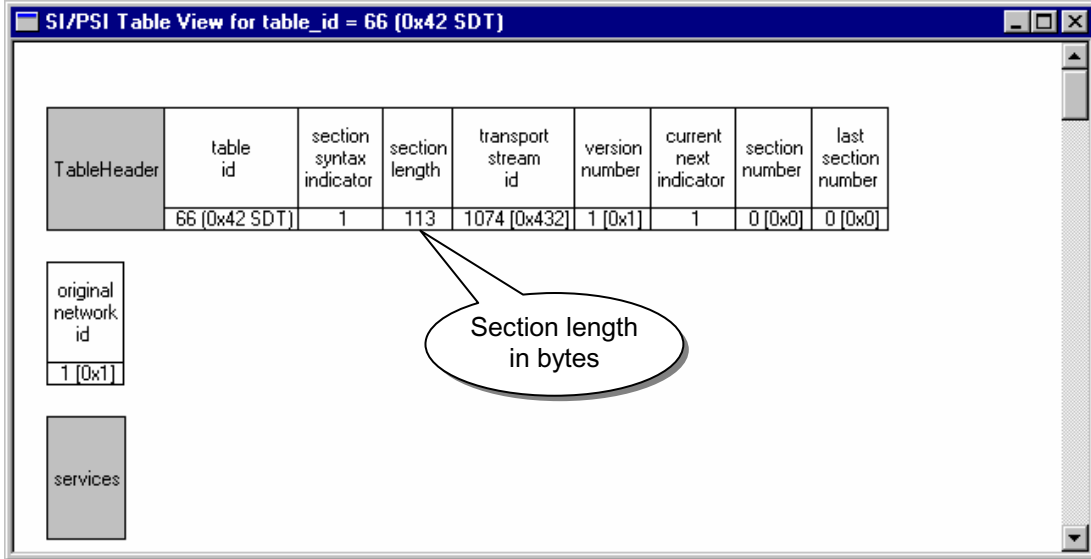 SI/PSI Table View for table_id = 66 (0x42 SDT)
TableHeader
table
id
section
syntax
indicator
section
length
transport
stream
id
version
number
current
next
indicator
section
number
last
section
number
66 (0x42 SDT)
1
113
1074 [0x432]
1 [0x1]
1
0 [0x0]
0 [0x0]
original
network
id
1 [0x1]
Section length
in bytes
services